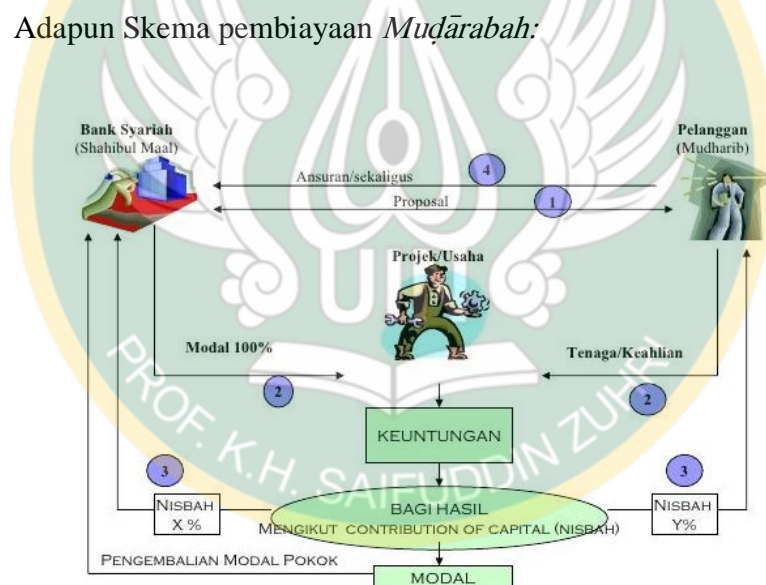 Adapun Skema pembiayaan Muḍārabah:
Bank Syariah
(Shahibul Maal)
Pelanggan
(Mudharib)
Ansuran/sekaligus
4
Proposal
1
Projek/Usaha
Modal 100%
Tenaga/Keahlian
2
2
KEUNTUNGAN
3
3
NISBAH
X %
BAGI HASIL
MENGIKUT CONTRIBUTION OF CAPITAL (NISBAH)
NISBAH
Y%
PENGEMBALIAN MODAL POKOK
MODAL
PROF. K.H. SAIFUDDIN ZUHRI